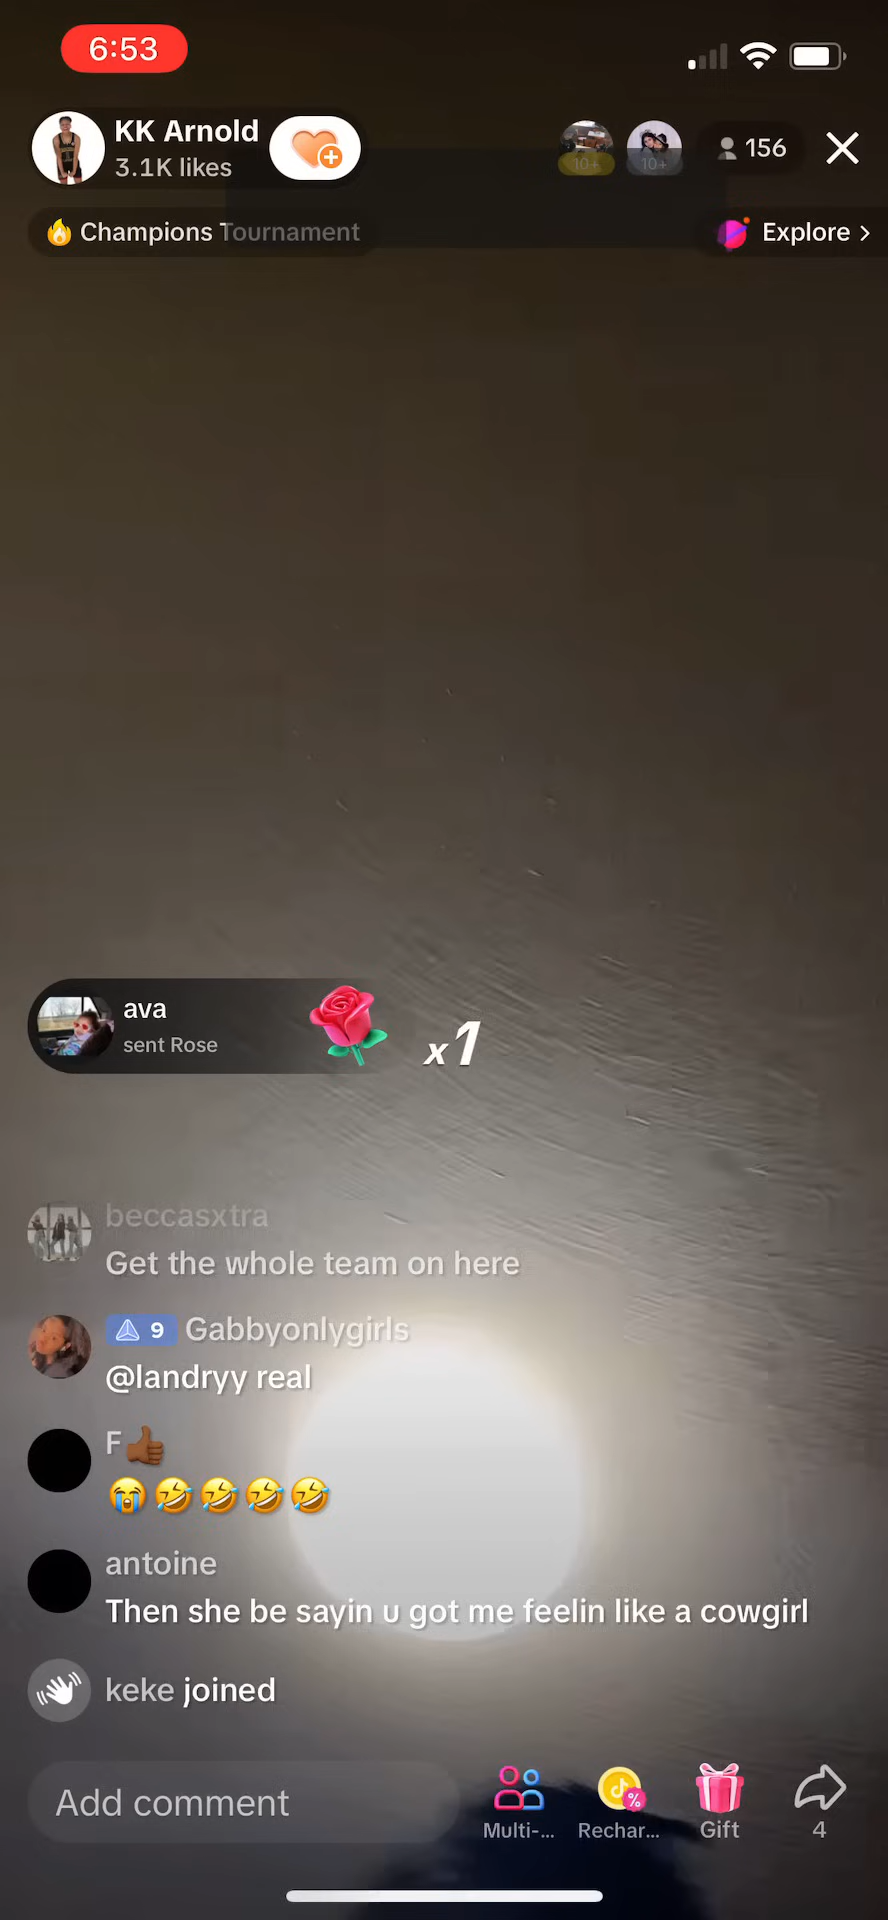 6:53
KK Arnold
3.1K likes
10+
10+
156
Champions Tournament
Explore >
ava
sent Rose
x1
beccasxtra
Get the whole team on here
9 Gabbyonlygirls
@landryy real
F👍🏾
😭🤣🤣🤣🤣
antoine
Then she be sayin u got me feelin like a cowgirl
keke joined
Add comment
Multi-...
Rechar...
Gift
4